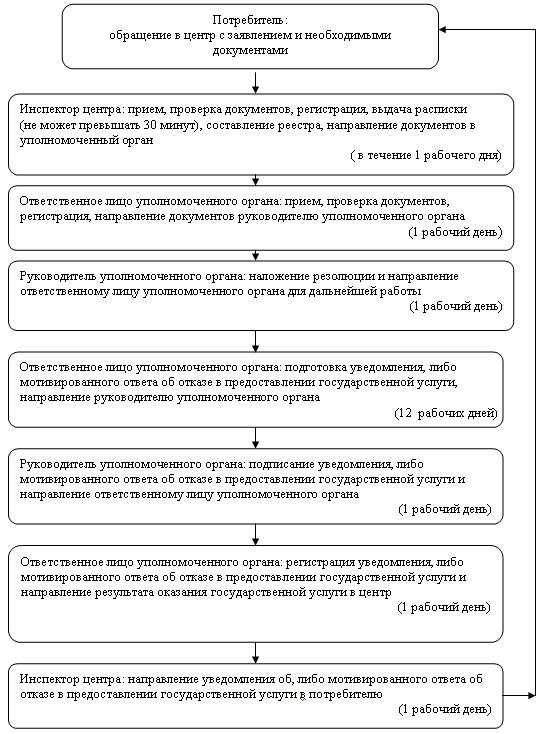 Потребитель:
обращение в центр с заявлением и необходимыми
документами
Инспектор центра: прием, проверка документов, регистрация, выдача расписки
(не может превышать 30 минут), составление реестра, направление документов в
уполномоченный орган
( в течение 1 рабочего дня)
Ответственное лицо уполномоченного органа: прием, проверка документов,
регистрация, направление документов руководителю уполномоченного органа
(1 рабочий день)
Руководитель уполномоченного органа: наложение резолюции и направление
ответственному лицу уполномоченного органа для дальнейшей работы
(1 рабочий день)
Ответственное лицо уполномоченного органа: подготовка уведомления, либо
мотивированного ответа об отказе в предоставлении государственной услуги,
направление руководителю уполномоченного органа
(12 рабочих дней)
Руководитель уполномоченного органа: подписание уведомления, либо
мотивированного ответа об отказе в предоставлении государственной услуги и
направление ответственному лицу уполномоченного органа
(1 рабочий день)
Ответственное лицо уполномоченного органа: регистрация уведомления, либо
мотивированного ответа об отказе в предоставлении государственной услуги и
направление результата оказания государственной услуги в центр
(1 рабочий день)
Инспектор центра: направление уведомления об, либо мотивированного ответа об
отказе в предоставлении государственной услуги в потребителю
(1 рабочий день)